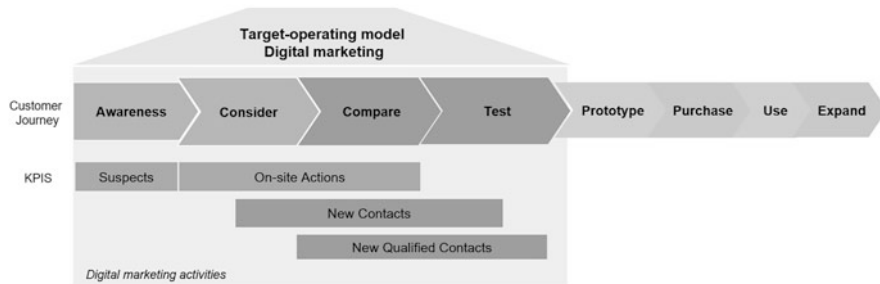 Target-operating model
Digital marketing
Customer
Journey
Awareness
Consider
Compare
Test
Prototype
Purchase
Use
Expand
KPIS
Suspects
On-site Actions
New Contacts
New Qualified Contacts
Digital marketing activities